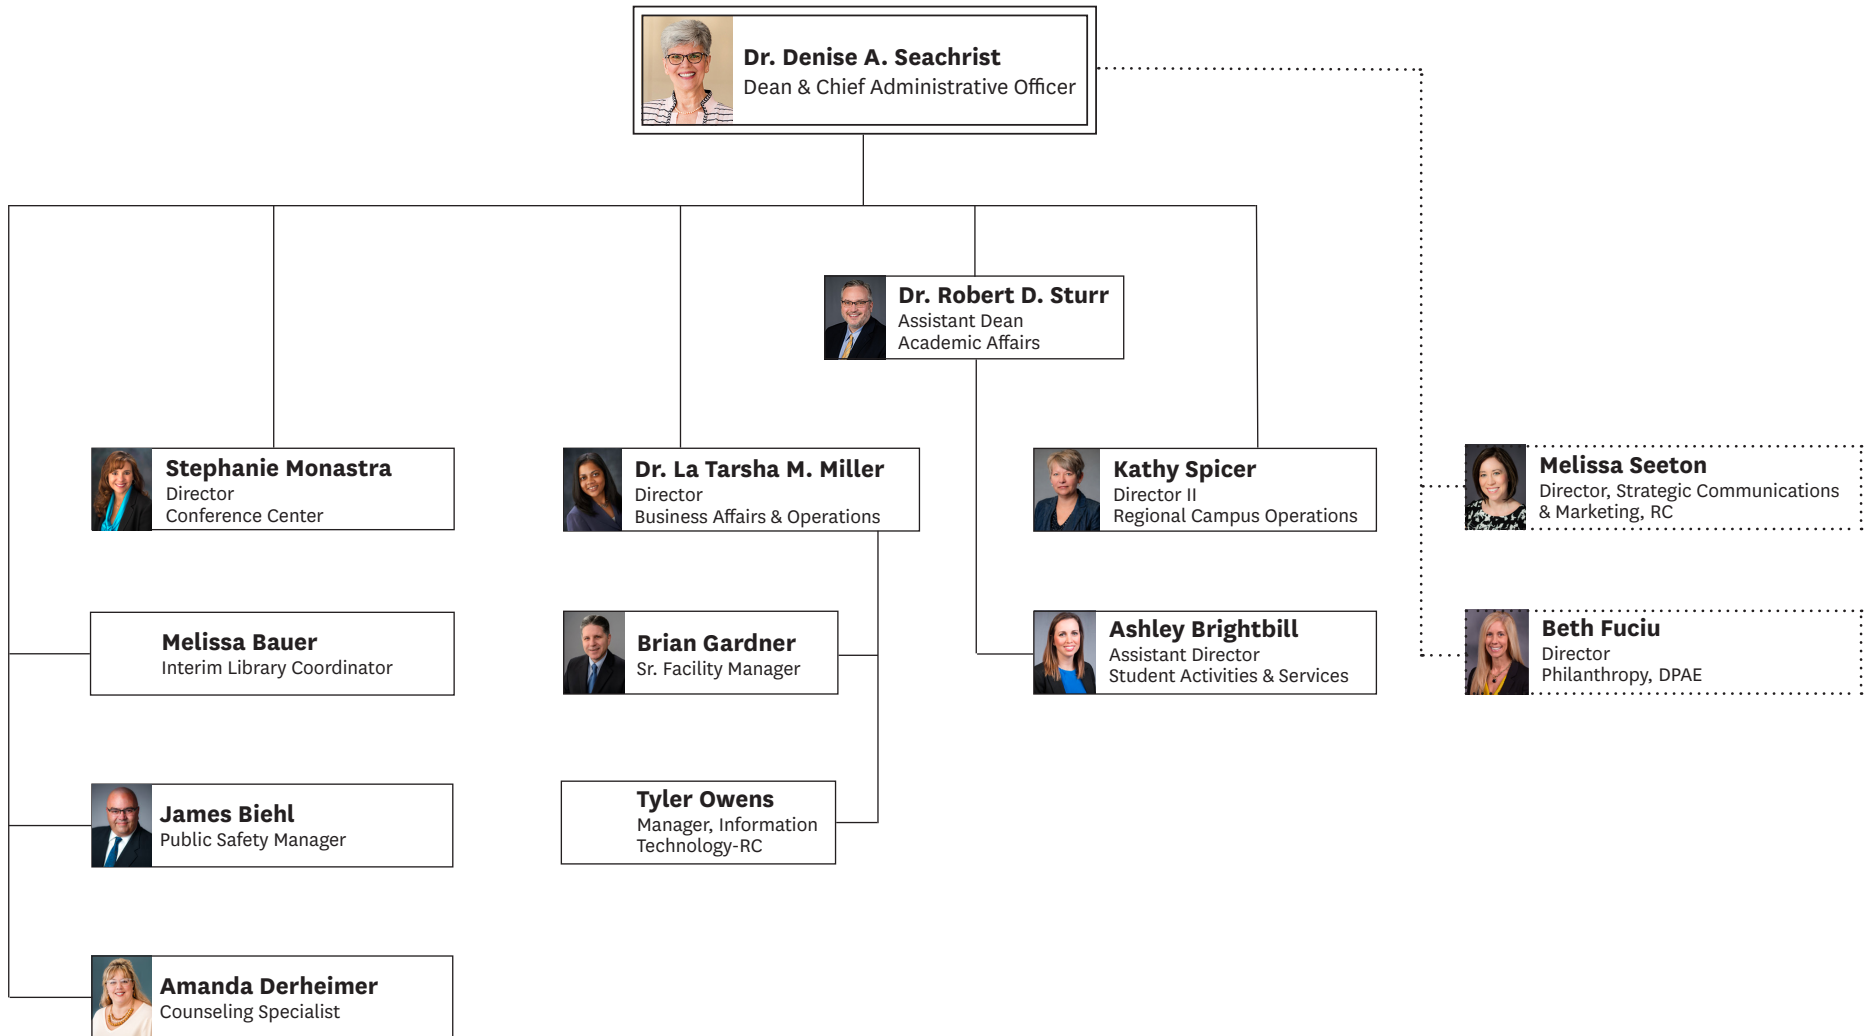 Dr. Denise A. Seachrist
Dean & Chief Administrative Officer
Dr. Robert D. Sturr
Assistant Dean
Academic Affairs
Stephanie Monastra
Director
Conference Center
Dr. La Tarsha M. Miller
Director
Business Affairs & Operations
Kathy Spicer
Director II
Regional Campus Operations
Melissa Seeton
Director, Strategic Communications
& Marketing, RC
Melissa Bauer
Interim Library Coordinator
Brian Gardner
Sr. Facility Manager
Ashley Brightbill
Assistant Director
Student Activities & Services
Beth Fuciu
Director
Philanthropy, DPAE
James Biehl
Public Safety Manager
Tyler Owens
Manager, Information
Technology-RC
Amanda Derheimer
Counseling Specialist